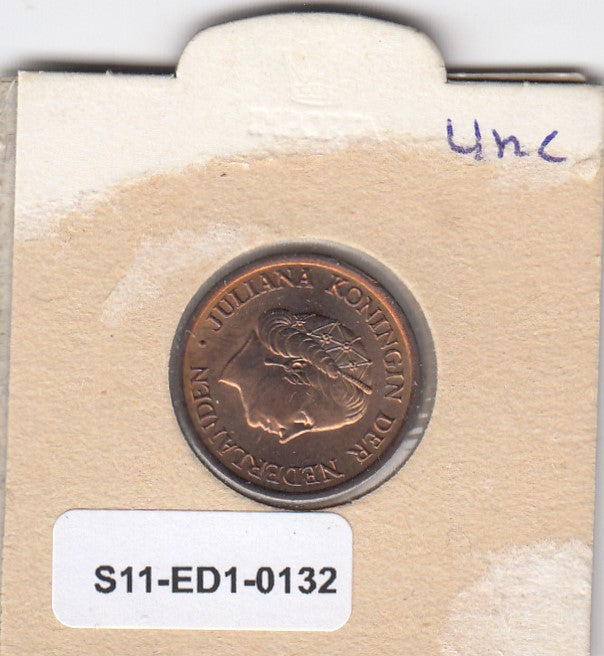 unc
· JULIANA KONINGIN DER NEDERLANDEN
S11-ED1-0132